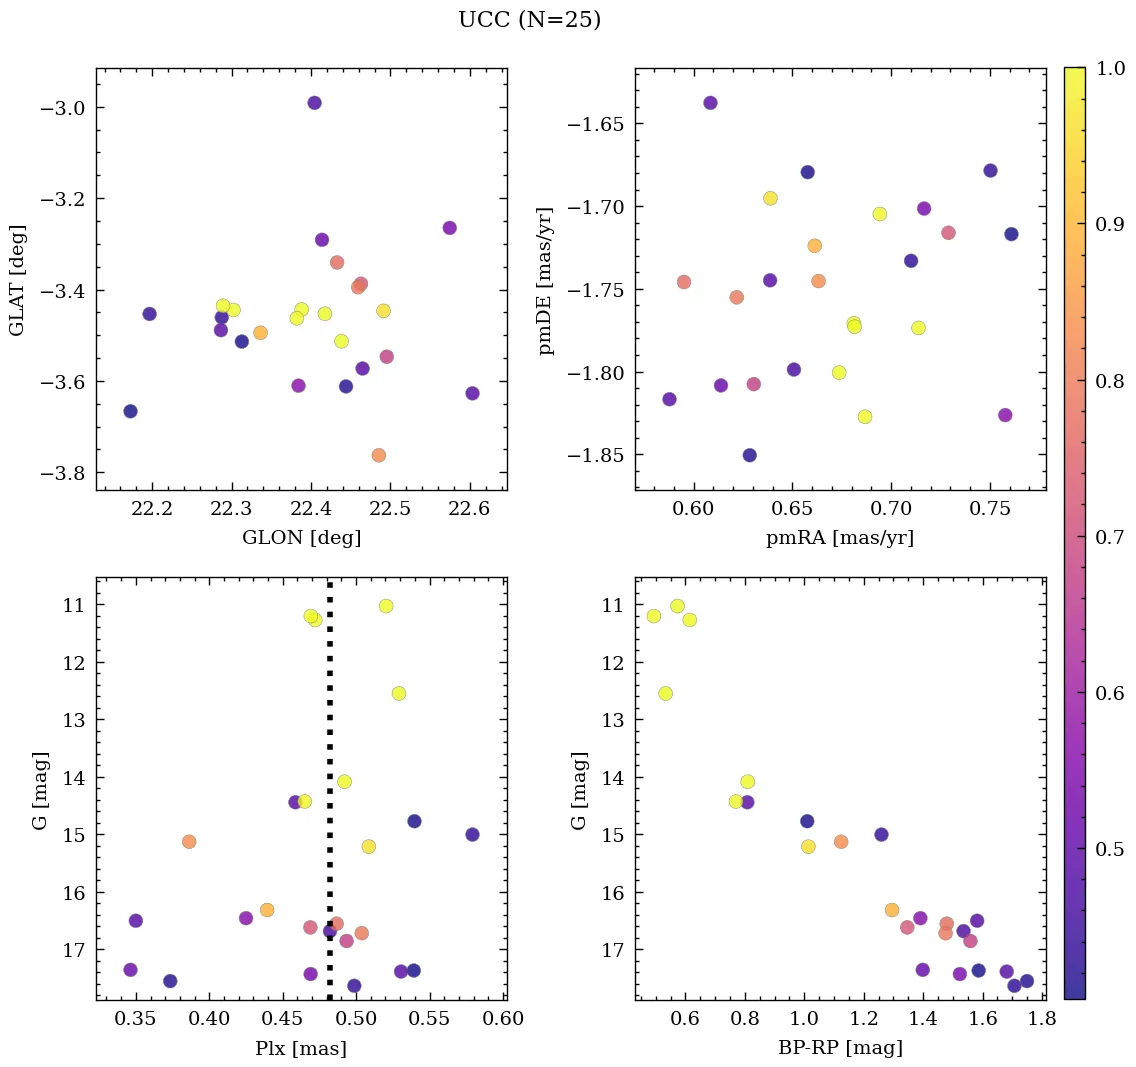 UCC (N=25)
−3.0
−3.2
−3.4
−3.6
−3.8
GLAT [deg]
22.2 22.3 22.4 22.5 22.6
GLON [deg]
−1.65
−1.70
−1.75
−1.80
−1.85
pmDE [mas/yr]
0.60 0.65 0.70 0.75
pmRA [mas/yr]
1.0
0.9
0.8
0.7
0.6
0.5
11
12
13
14
15
16
17
G [mag]
0.35 0.40 0.45 0.50 0.55 0.60
Plx [mas]
11
12
13
14
15
16
17
G [mag]
0.6 0.8 1.0 1.2 1.4 1.6 1.8
BP-RP [mag]